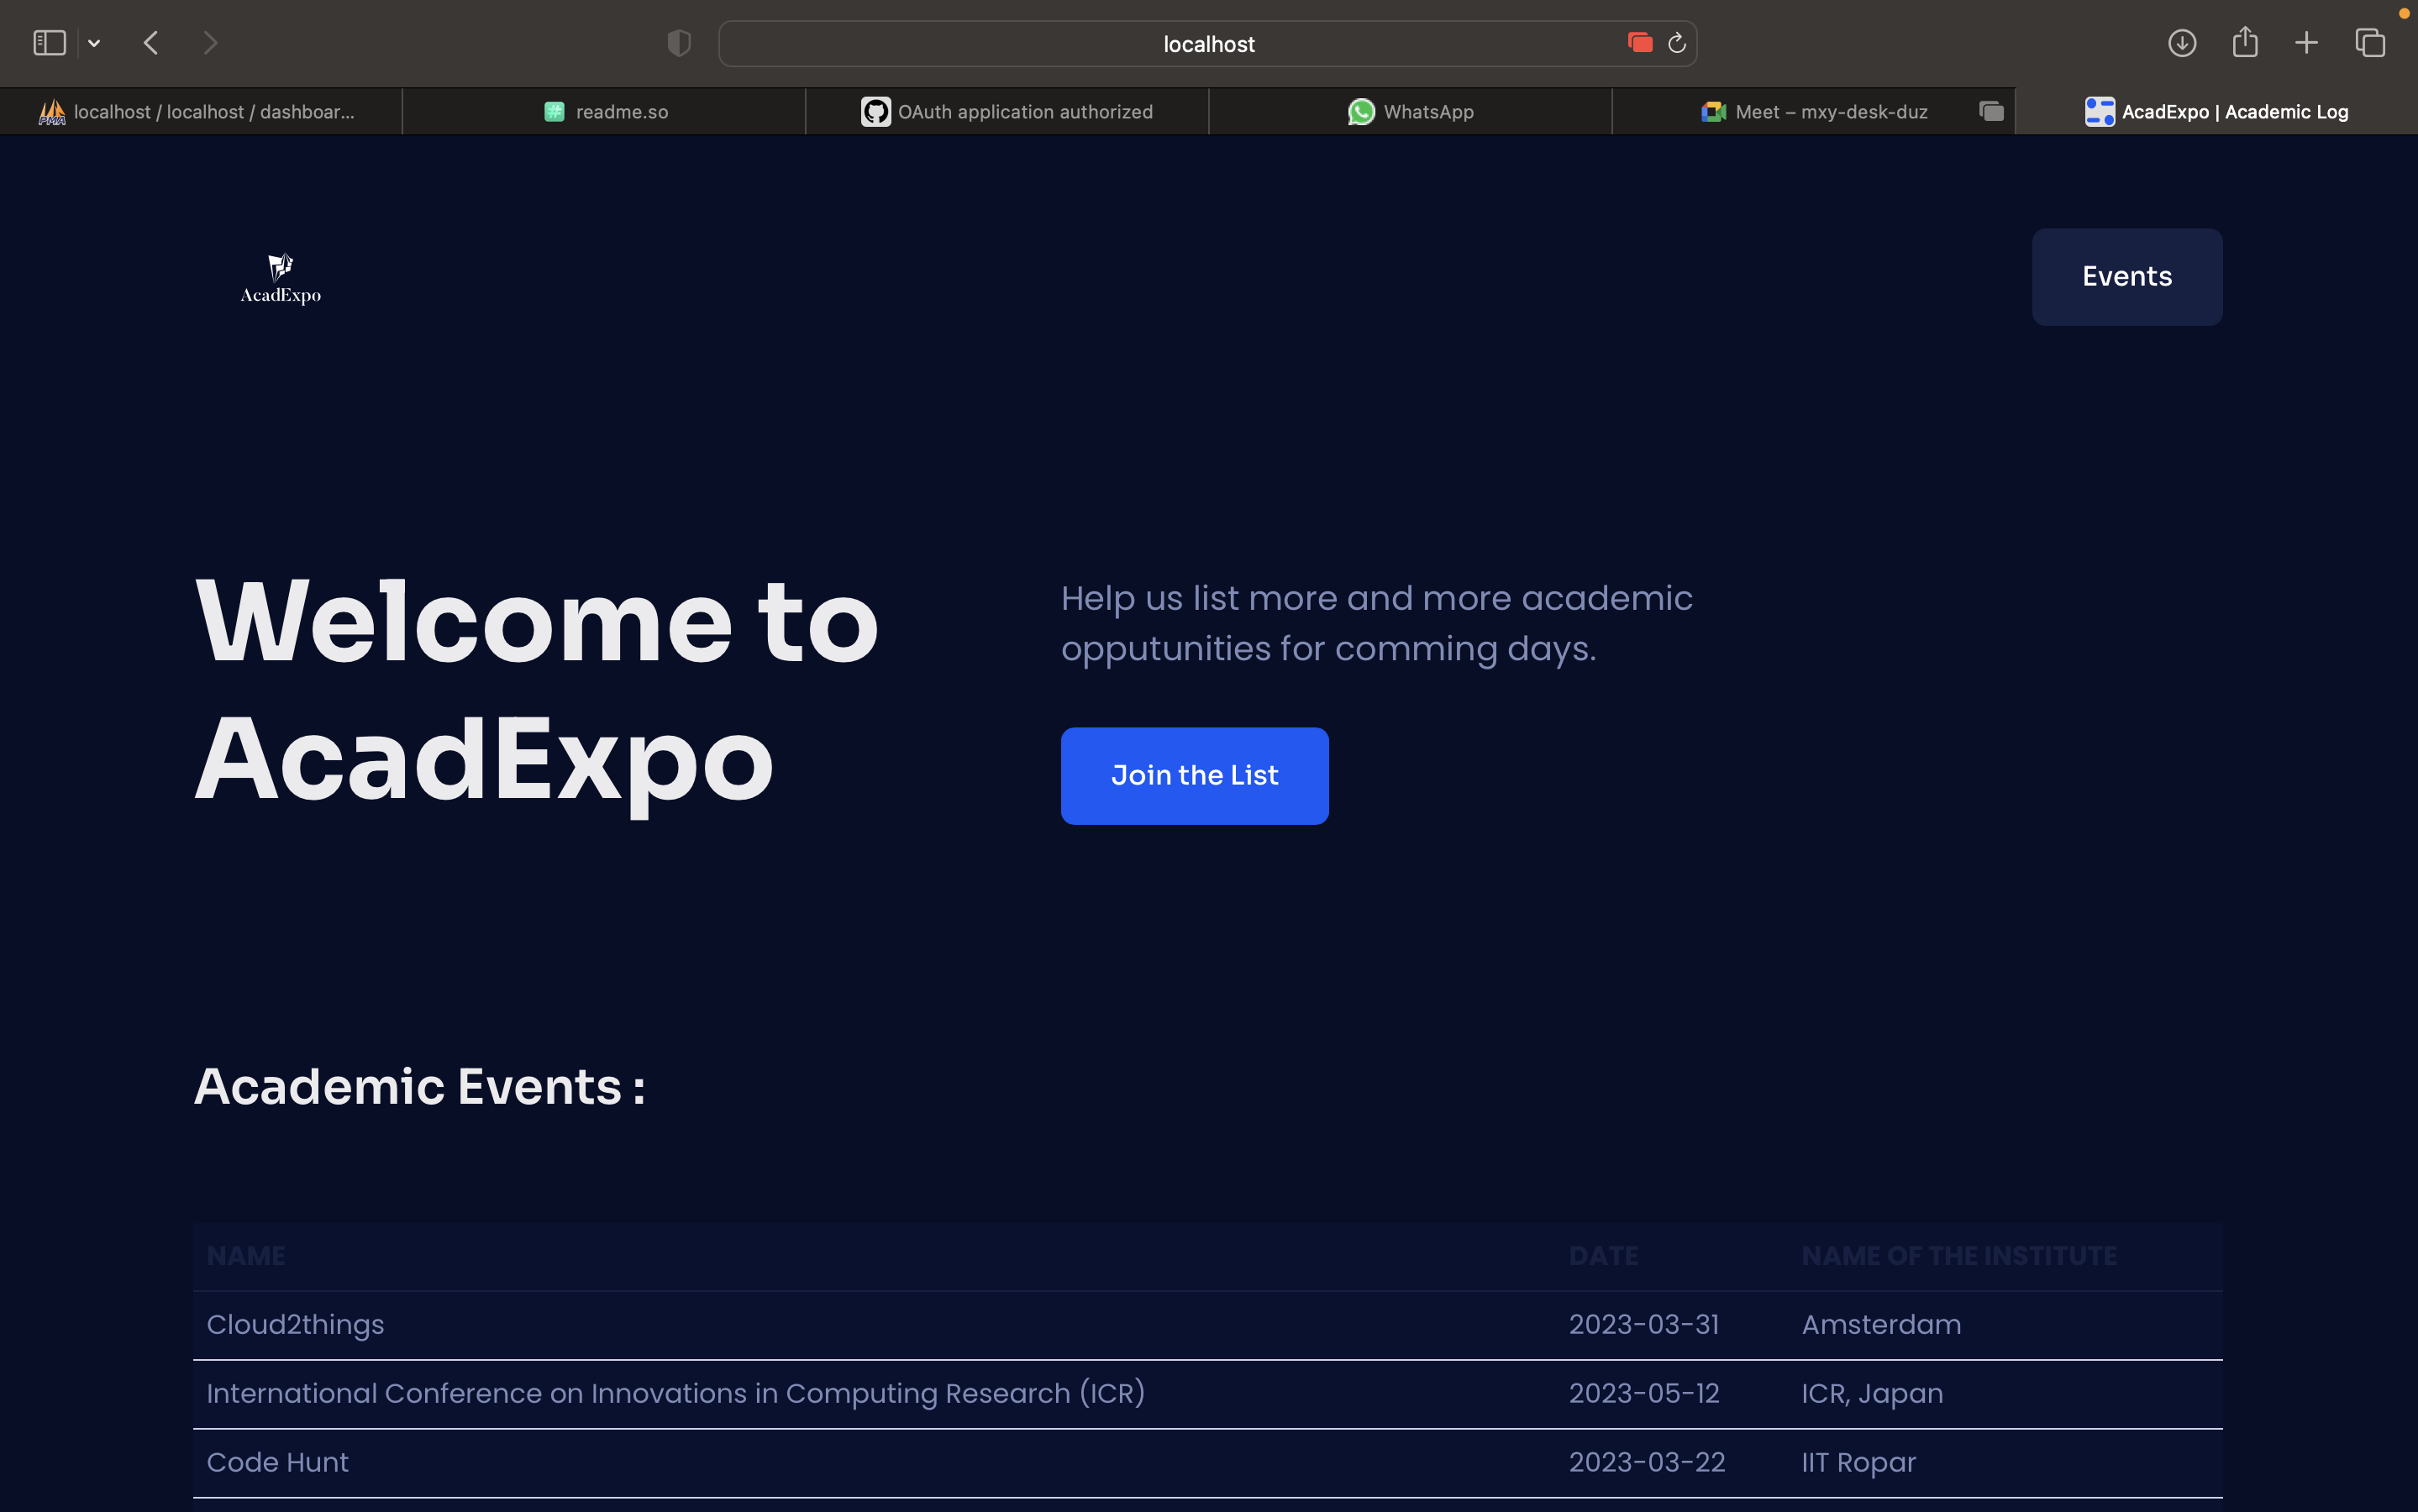 localhost
localhost / localhost / dashboar...
readme.so
OAuth application authorized
WhatsApp
Meet – mxy-desk-duz
AcadExpo | Academic Log
AcadExpo
Events
Welcome to
AcadExpo
Help us list more and more academic
opputunities for comming days.
Join the List
Academic Events :
NAME DATE NAME OF THE INSTITUTE
Cloud2things 2023-03-31 Amsterdam
International Conference on Innovations in Computing Research (ICR) 2023-05-12 ICR, Japan
Code Hunt 2023-03-22 IIT Ropar